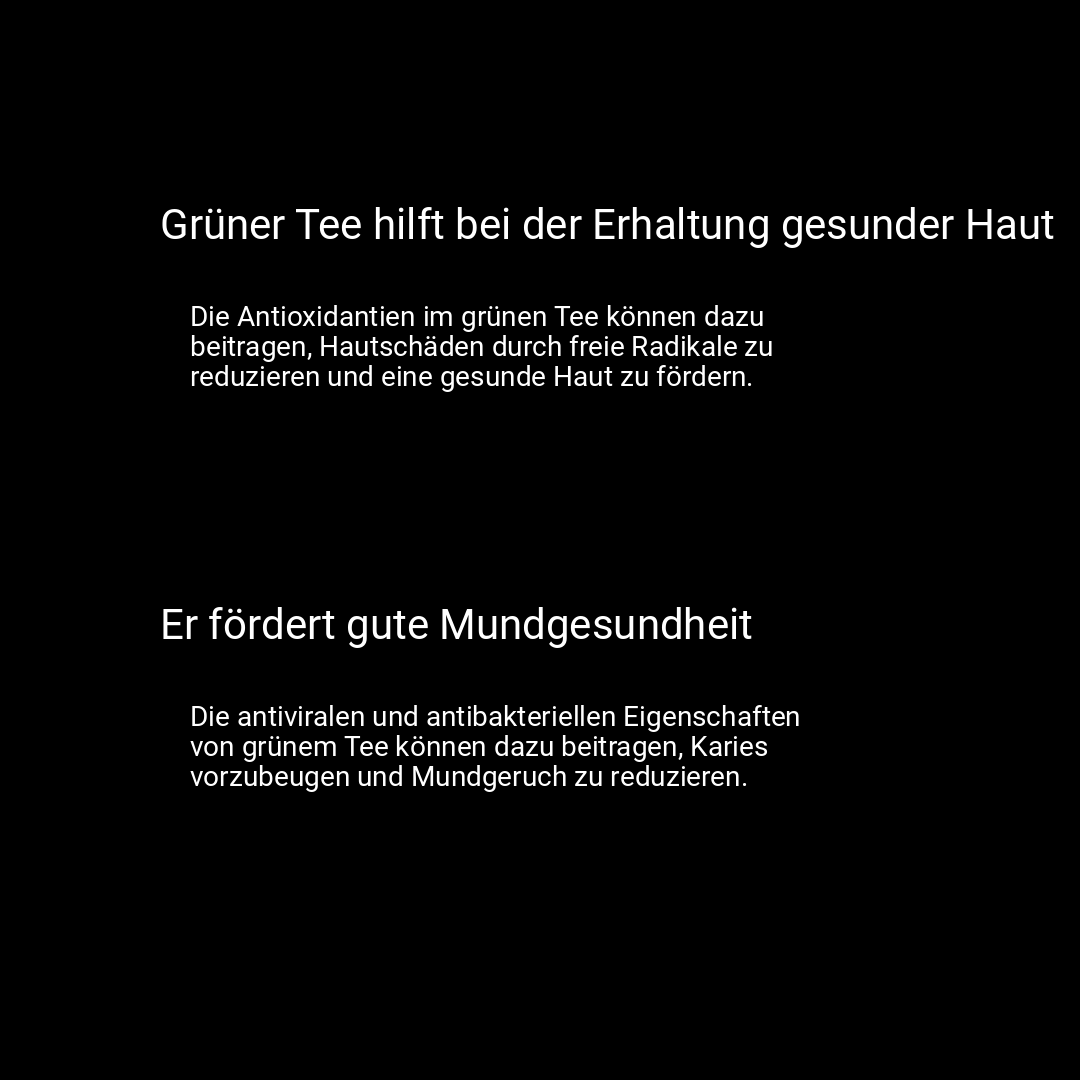 Grüner Tee hilft bei der Erhaltung gesunder Haut
Die Antioxidantien im grünen Tee können dazu
beitragen, Hautschäden durch freie Radikale zu
reduzieren und eine gesunde Haut zu fördern.
Er fördert gute Mundgesundheit
Die antiviralen und antibakteriellen Eigenschaften
von grünem Tee können dazu beitragen, Karies
vorzubeugen und Mundgeruch zu reduzieren.